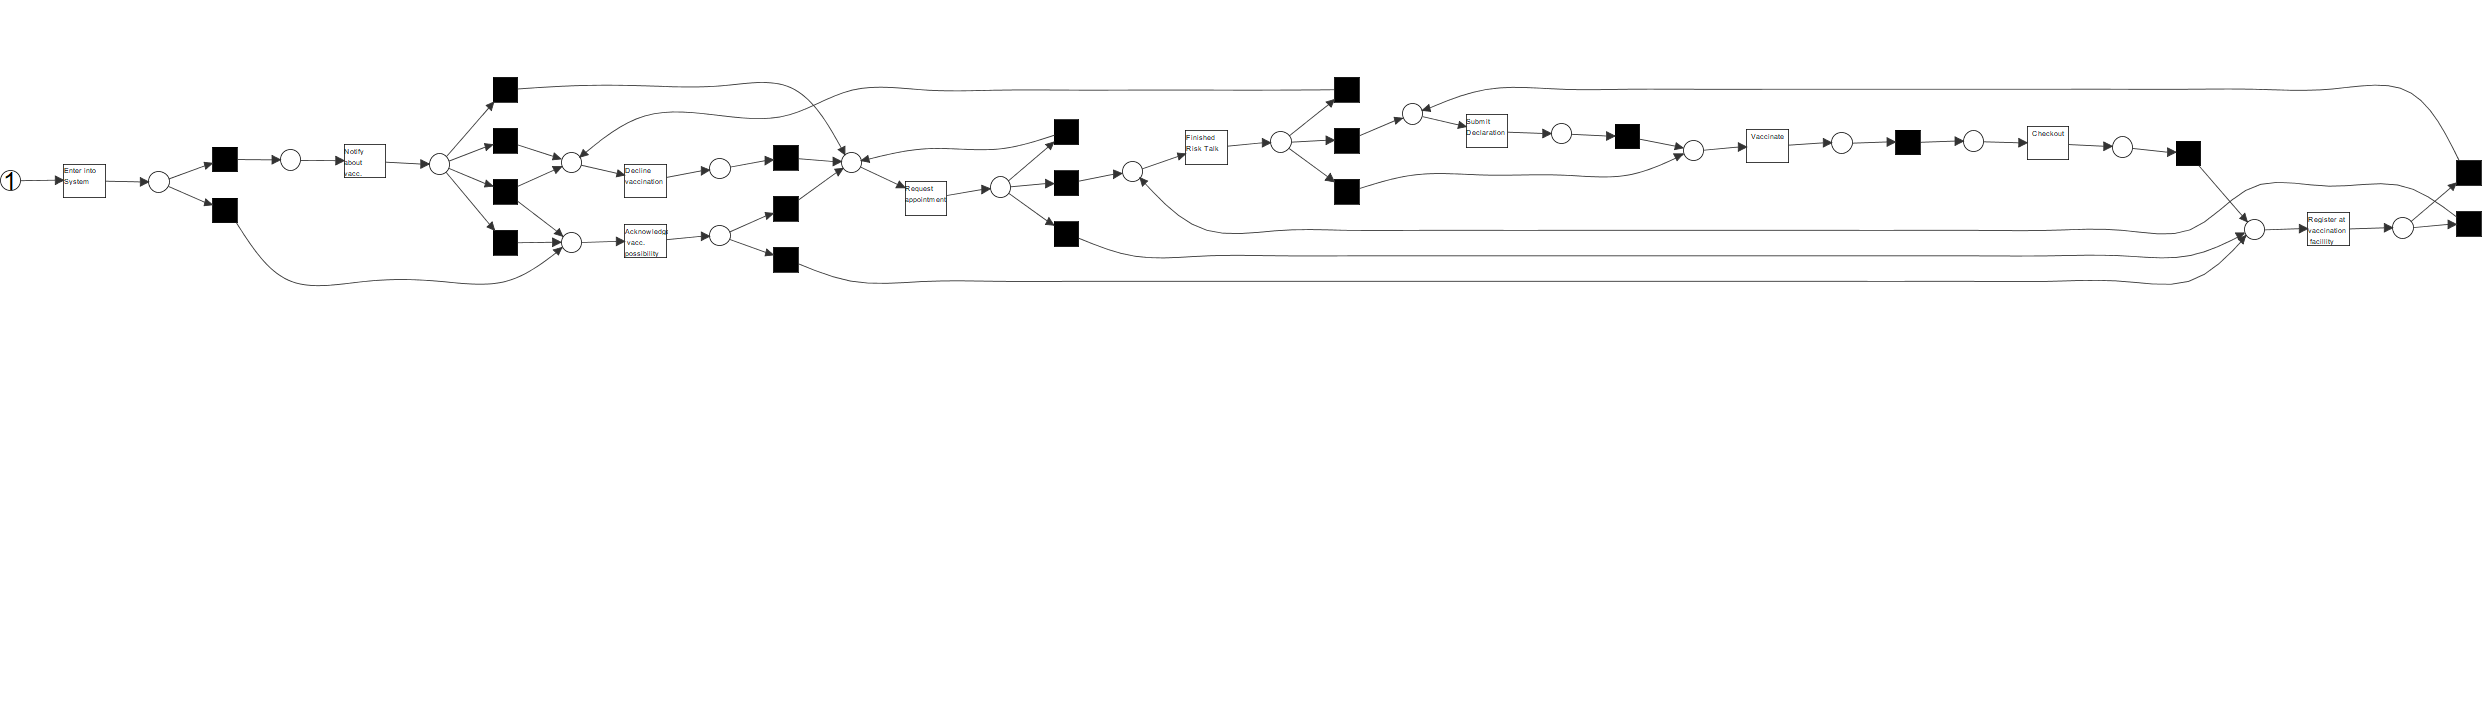 1
Enter into
System
Notify
about
vacc.
Decline
vaccination
Acknowledge
vacc.
possibility
Request
appointment
Finished
Risk Talk
Submit
Declaration
Vaccinate
Checkout
Register at
vaccination
facility